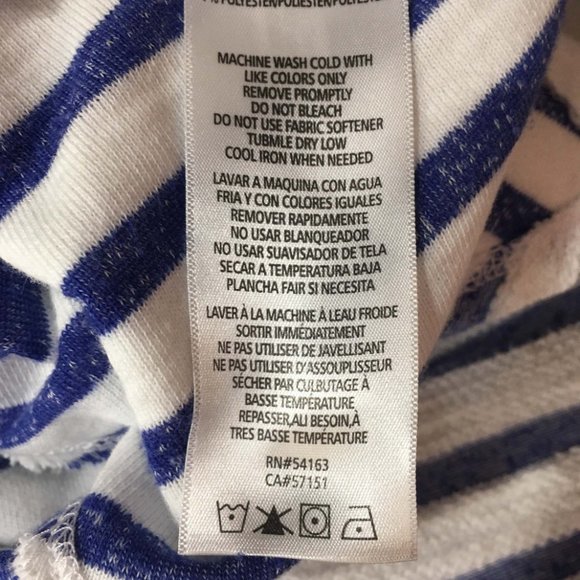 POLYESTER/POLIESTER/POLYESTER
MACHINE WASH COLD WITH
LIKE COLORS ONLY
REMOVE PROMPTLY
DO NOT BLEACH
DO NOT USE FABRIC SOFTENER
TUBMLE DRY LOW
COOL IRON WHEN NEEDED
LAVAR A MAQUINA CON AGUA
FRIA Y CON COLORES IGUALES
REMOVER RAPIDAMENTE
NO USAR BLANQUEADOR
NO USAR SUAVISADOR DE TELA
SECAR A TEMPERATURA BAJA
PLANCHA FAIR SI NECESITA
LAVER À LA MACHINE À LEAU FROIDE
SORTIR IMMÉDIATEMENT
NE PAS UTILISER DE JAVELLISANT
NE PAS UTILISER D'ASSOUPLISSEUR
SÉCHER PAR CULBUTAGE À
BASSE TEMPÉRATURE
REPASSER,ALI BESOIN,À
TRES BASSE TEMPÉRATURE
RN#54163
CA#57151